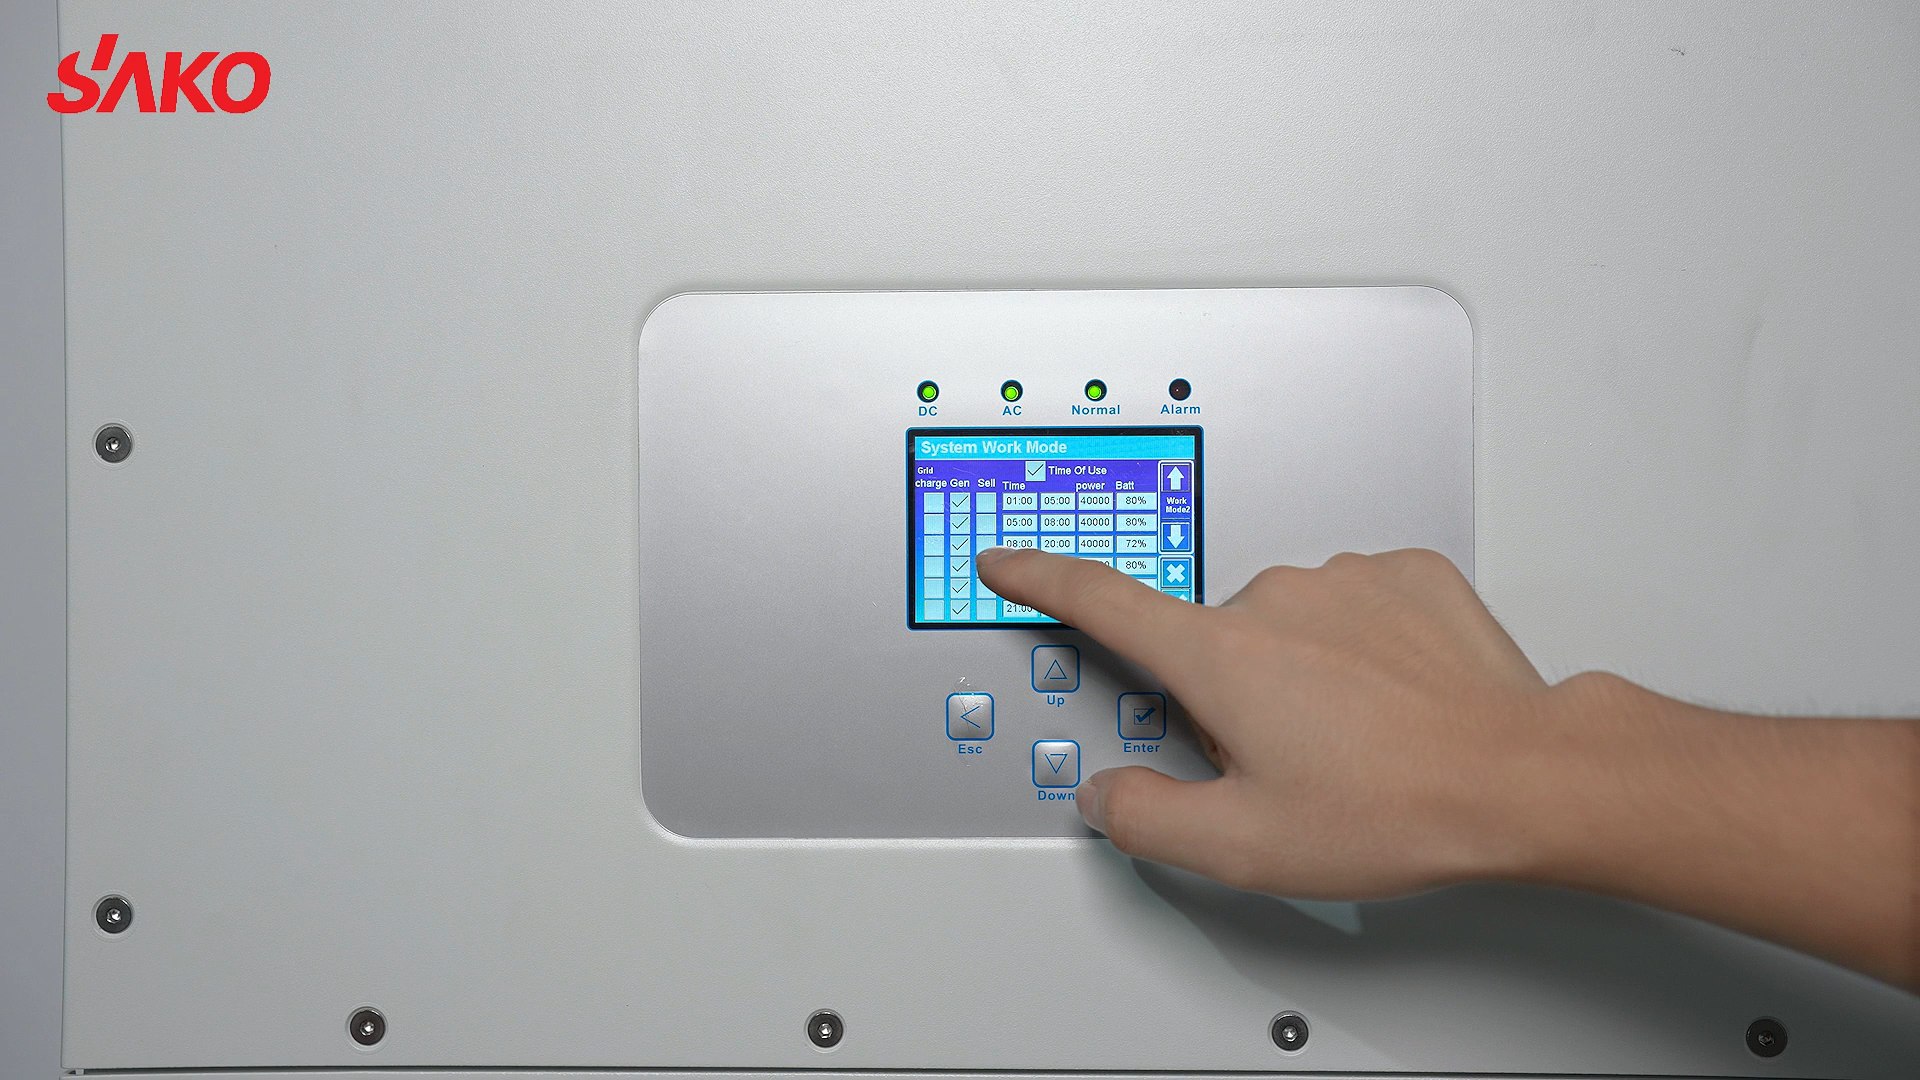 SAKO
DC AC Normal Alarm
System Work Mode
Grid
Time Of Use
charge Gen Sell Time power Batt
01:00 05:00 40000 80%
Work
Mode2
05:00 08:00 40000 80%
08:00 20:00 40000 72%
80%
21:00
Up
Esc
Enter
Down